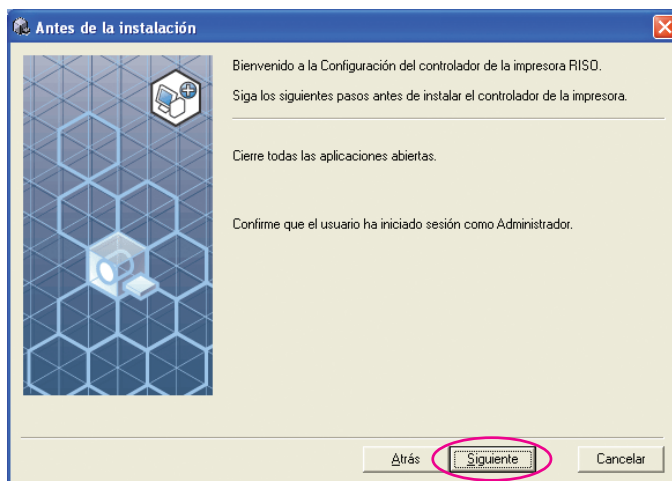 Antes de la instalación
Bienvenido a la Configuración del controlador de la impresora RISO.
Siga los siguientes pasos antes de instalar el controlador de la impresora.
Cierre todas las aplicaciones abiertas.
Confirme que el usuario ha iniciado sesión como Administrador.
Atrás Siguiente Cancelar